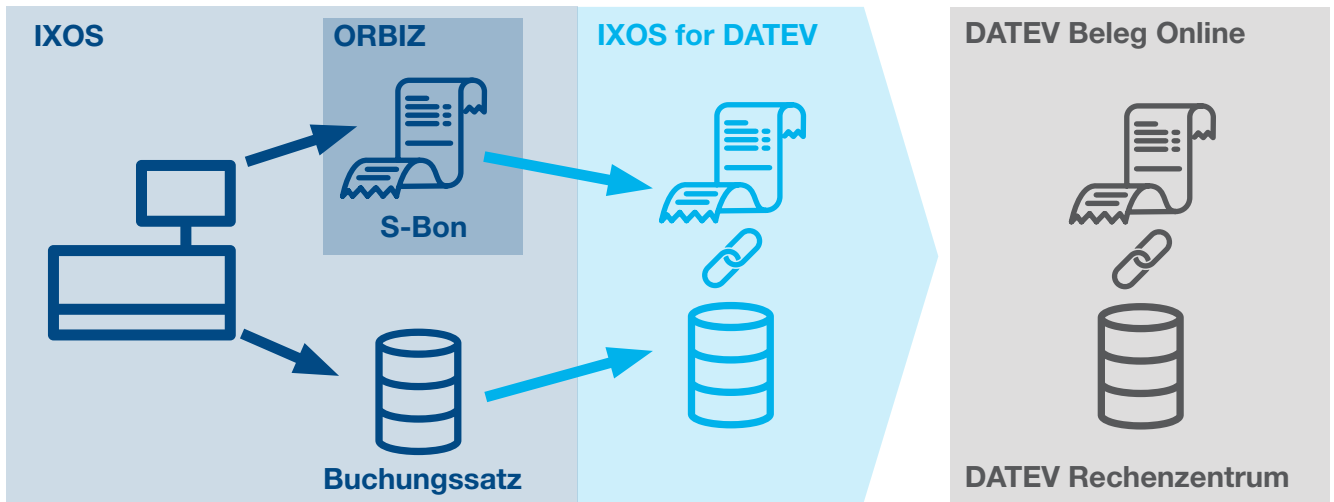 IXOS
ORBIZ
IXOS for DATEV
DATEV Beleg Online
S-Bon
Buchungssatz
DATEV Rechenzentrum